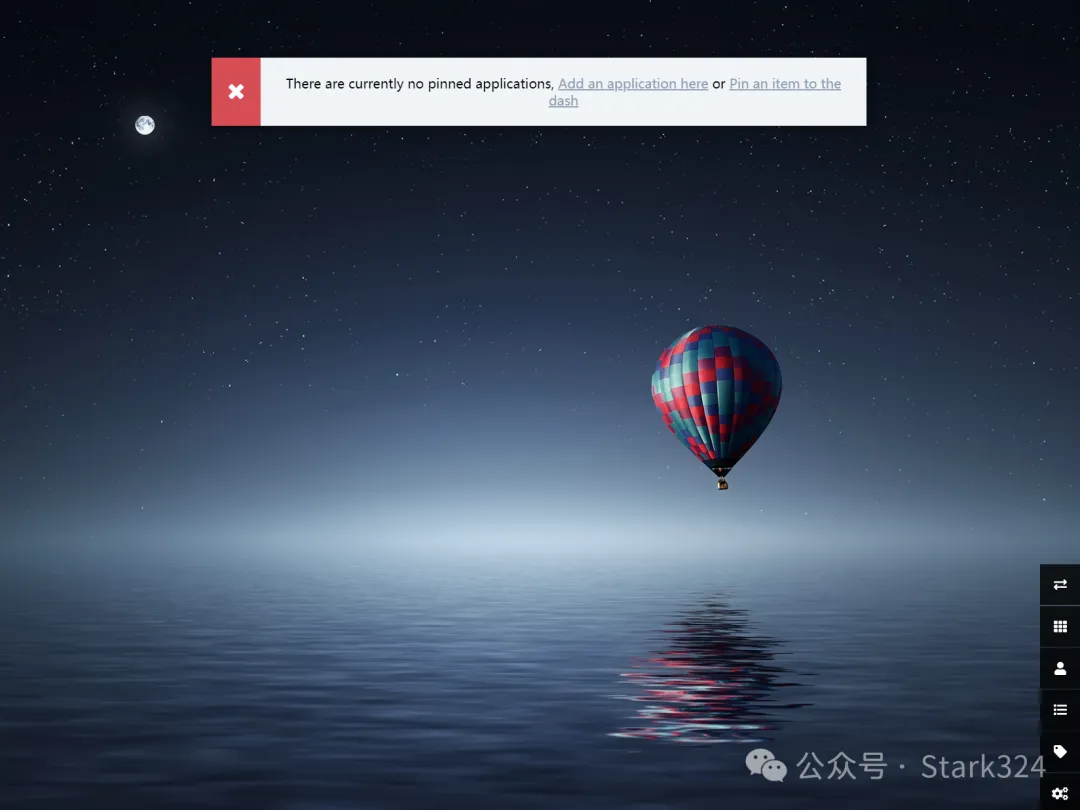 There are currently no pinned applications, Add an application here or Pin an item to the
dash
公众号 · Stark324